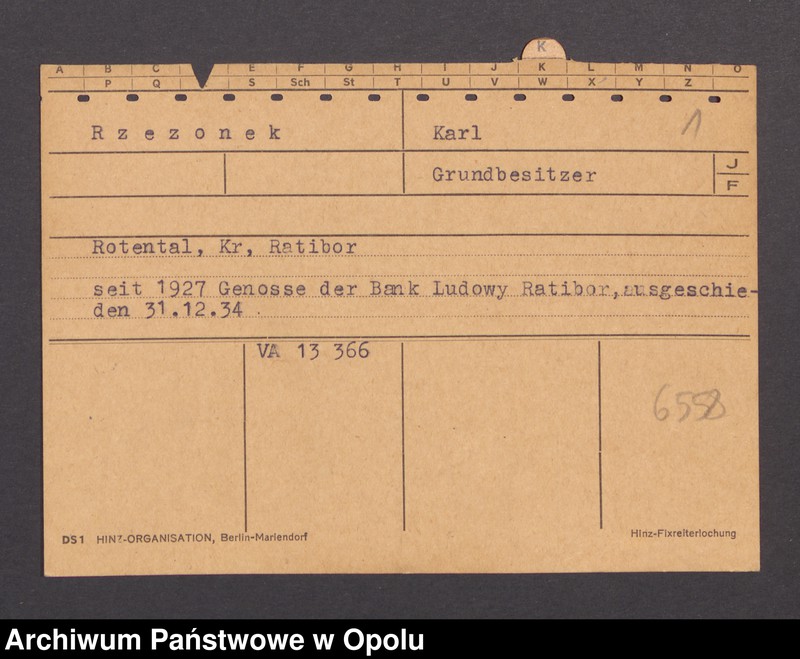 K
A B C E F G H I J K L M N O
P Q S Sch St T U V W X Y Z
Rzezonek Karl 1
Grundbesitzer J
F
Rotental, Kr, Ratibor
seit 1927 Genosse der Bank Ludowy Ratibor,ausgeschie-
den 31.12.34
VA 13 366
6558
DS1 HINZ-ORGANISATION, Berlin-Mariendorf Hinz-Fixreiterlochung
Archiwum Państwowe w Opolu